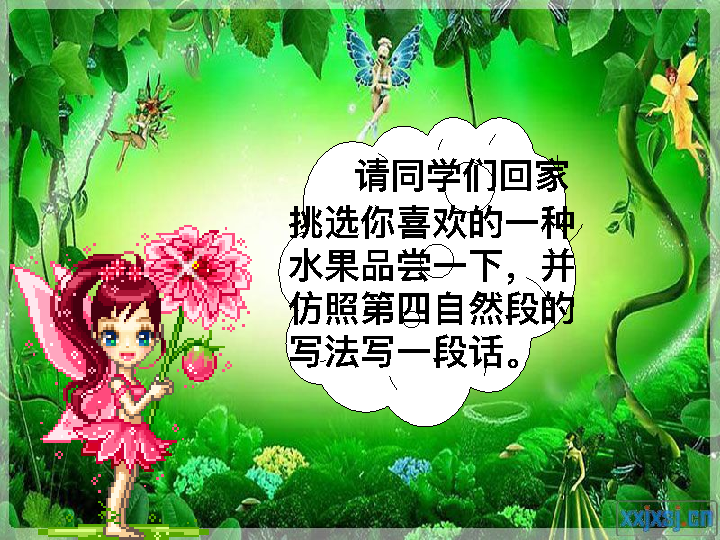 请同学们回家
挑选你喜欢的一种
水果品尝一下，并
仿照第四自然段的
写法写一段话。
xxjxsj.cn